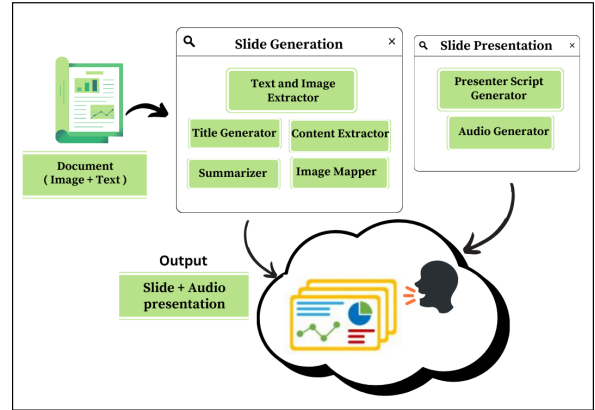 Slide Generation
×
Text and Image
Extractor
Title Generator
Content Extractor
Summarizer
Image Mapper
Slide Presentation
×
Presenter Script
Generator
Audio Generator
Document
( Image + Text )
Output
Slide + Audio
presentation